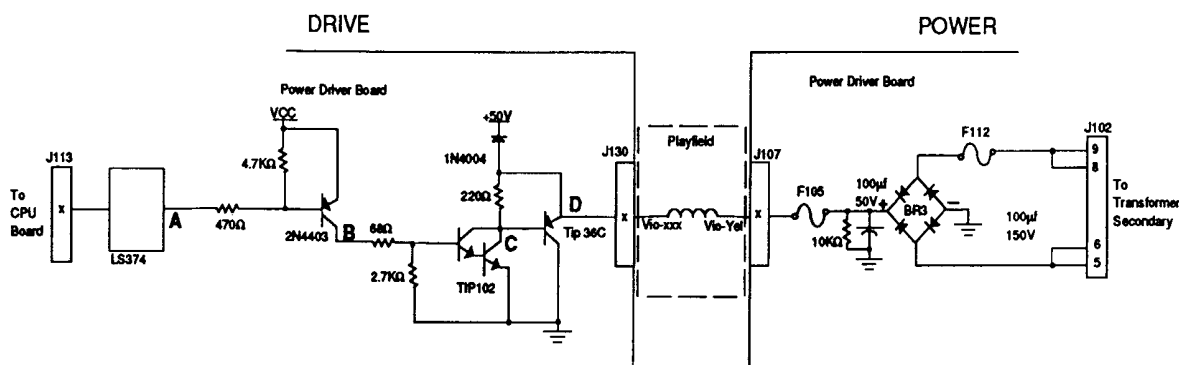 DRIVE
POWER
Power Driver Board
Power Driver Board
VCC
+50V
J113
4.7KΩ
1N4004
J130
Playfield
J107
F112
J102
To
CPU
Board
x
A
470Ω
LS374
2N4403
B
68Ω
2.7KΩ
220Ω
C
TIP102
D
Tip 36C
x
Vio-xxx
Vio-Yel
x
F105
100µf
50V
+
10KΩ
BR3
-
100µf
150V
9
8
6
5
To
Transformer
Secondary